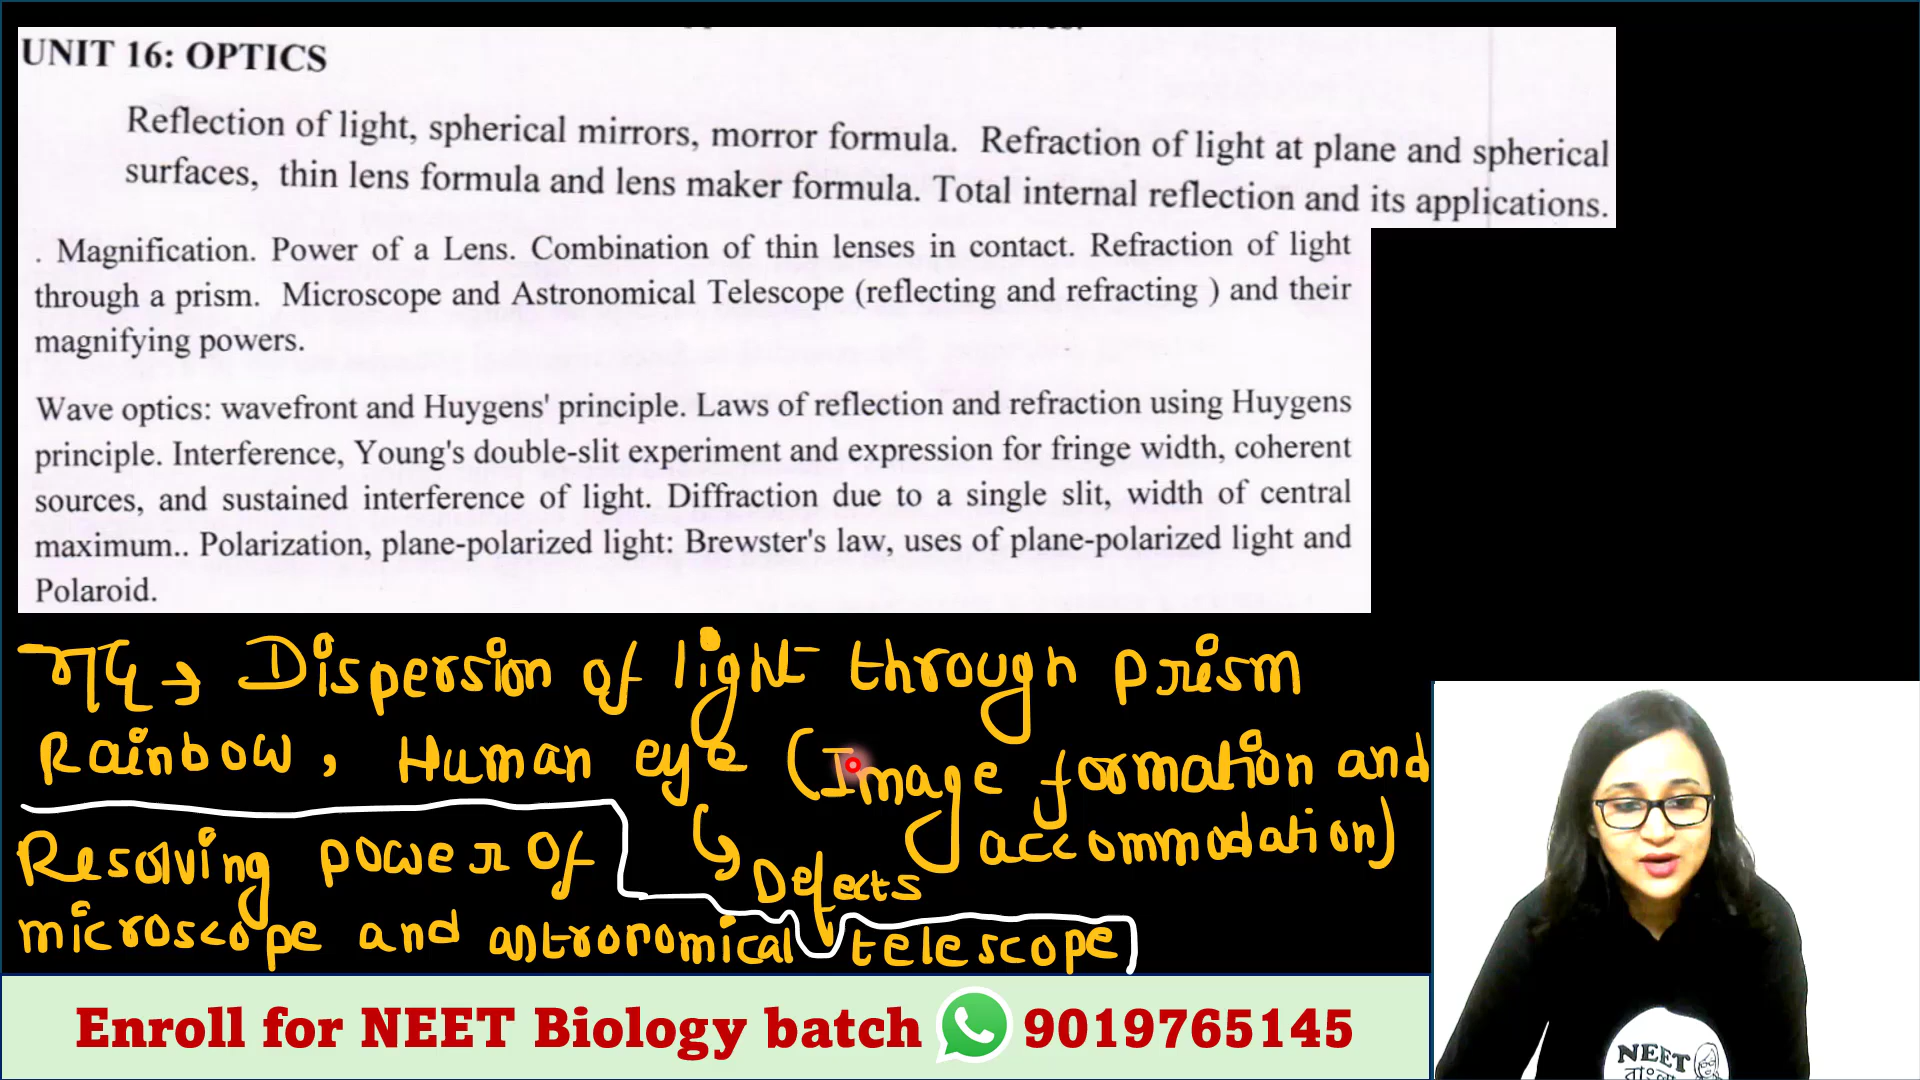 UNIT 16: OPTICS
Reflection of light, spherical mirrors, morror formula. Refraction of light at plane and spherical
surfaces, thin lens formula and lens maker formula. Total internal reflection and its applications.
. Magnification. Power of a Lens. Combination of thin lenses in contact. Refraction of light
through a prism. Microscope and Astronomical Telescope (reflecting and refracting ) and their
magnifying powers.
Wave optics: wavefront and Huygens' principle. Laws of reflection and refraction using Huygens
principle. Interference, Young's double-slit experiment and expression for fringe width, coherent
sources, and sustained interference of light. Diffraction due to a single slit, width of central
maximum.. Polarization, plane-polarized light: Brewster's law, uses of plane-polarized light and
Polaroid.
→ Dispersion of light through prism
Rainbow, Human eye (Image formation and
accommodation)
Defects
Resolving power of
microscope and astronomical telescope
Enroll for NEET Biology batch 9019765145
NEET
বাংলা